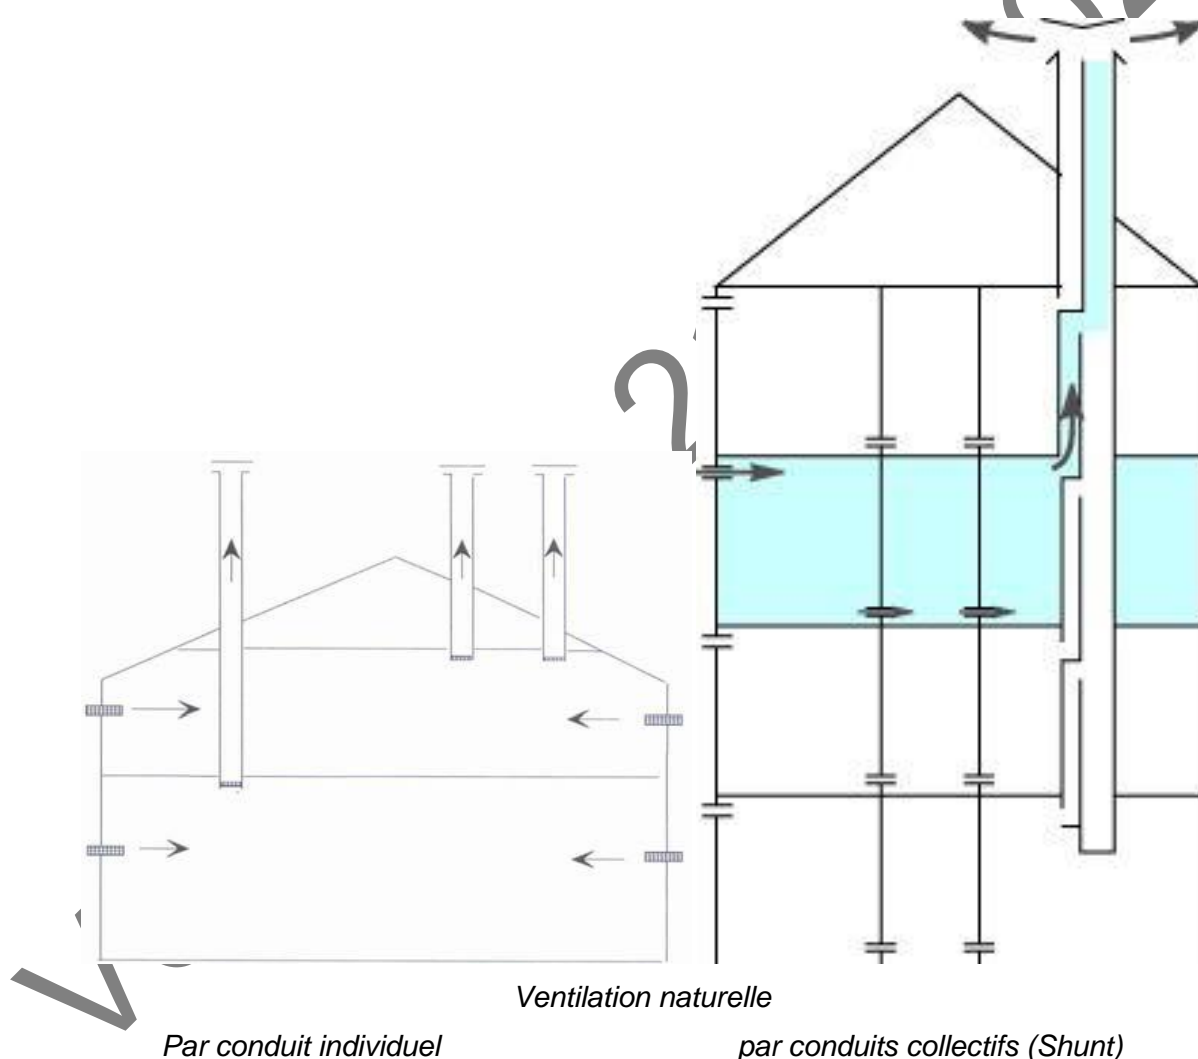 Ventilation naturelle
Par conduit individuel par conduits collectifs (Shunt)